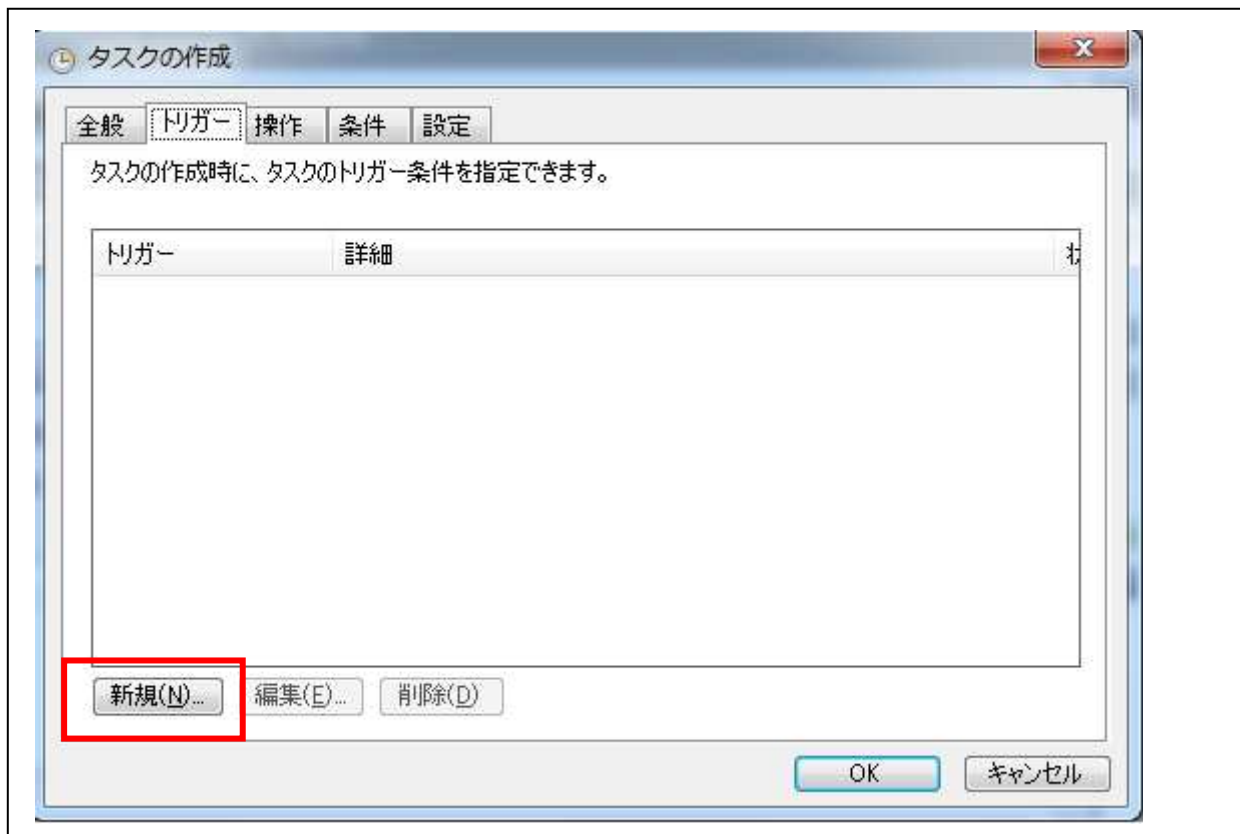 タスクの作成
全般 トリガー 操作 条件 設定
タスクの作成時に、タスクのトリガー条件を指定できます。
トリガー 詳細
新規(N)... 編集(E)... 削除(D)
OK キャンセル